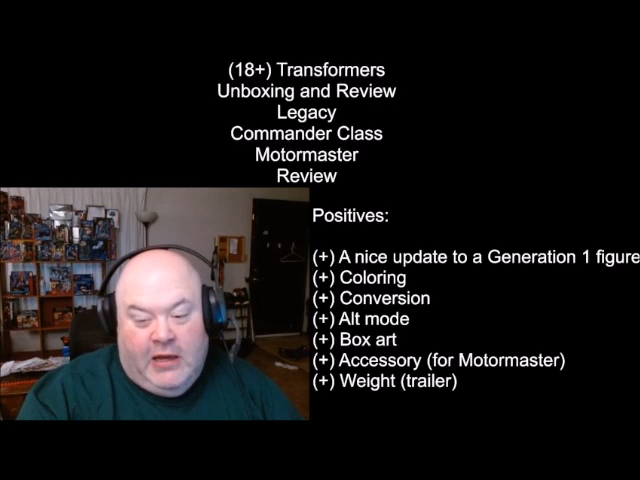 (18+) Transformers
Unboxing and Review
Legacy
Commander Class
Motormaster
Review
Positives:
(+) A nice update to a Generation 1 figure
(+) Coloring
(+) Conversion
(+) Alt mode
(+) Box art
(+) Accessory (for Motormaster)
(+) Weight (trailer)